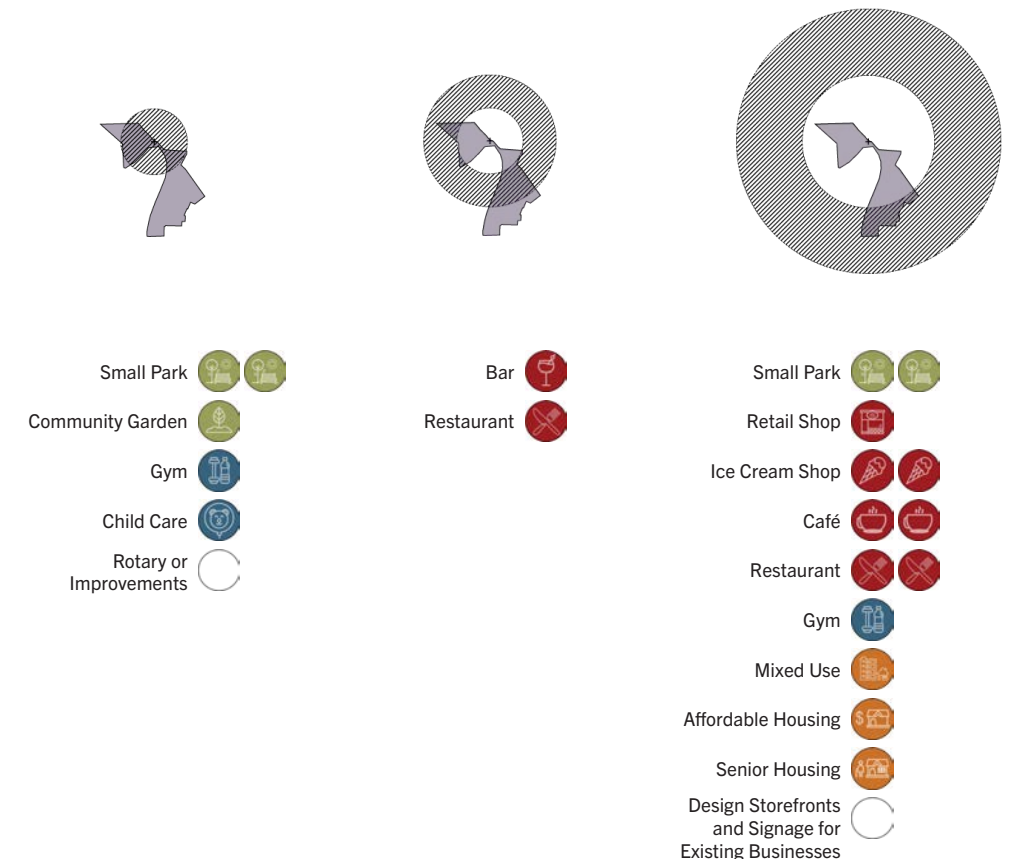 Small Park
Community Garden
Gym
Child Care
Rotary or
Improvements
Bar
Restaurant
Small Park
Retail Shop
Ice Cream Shop
Café
Restaurant
Gym
Mixed Use
Affordable Housing
$
Senior Housing
Design Storefronts
and Signage for
Existing Businesses